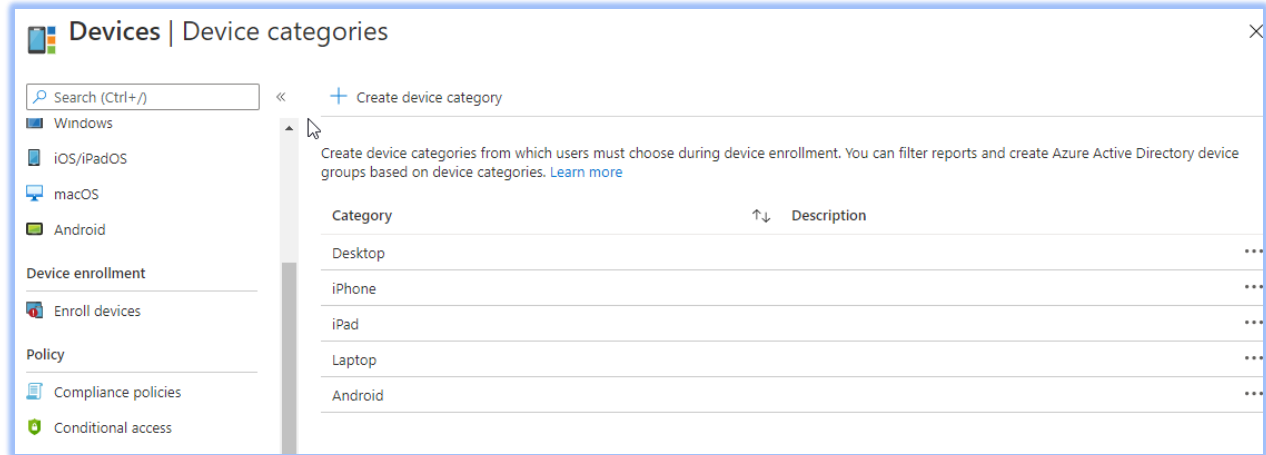 Devices | Device categories
Search (Ctrl+/)
«
Create device category
Windows
iOS/iPadOS
macOS
Android
Device enrollment
Enroll devices
Policy
Compliance policies
Conditional access
Create device categories from which users must choose during device enrollment. You can filter reports and create Azure Active Directory device
groups based on device categories. Learn more
Category ↑↓ Description
Desktop
iPhone
iPad
Laptop
Android